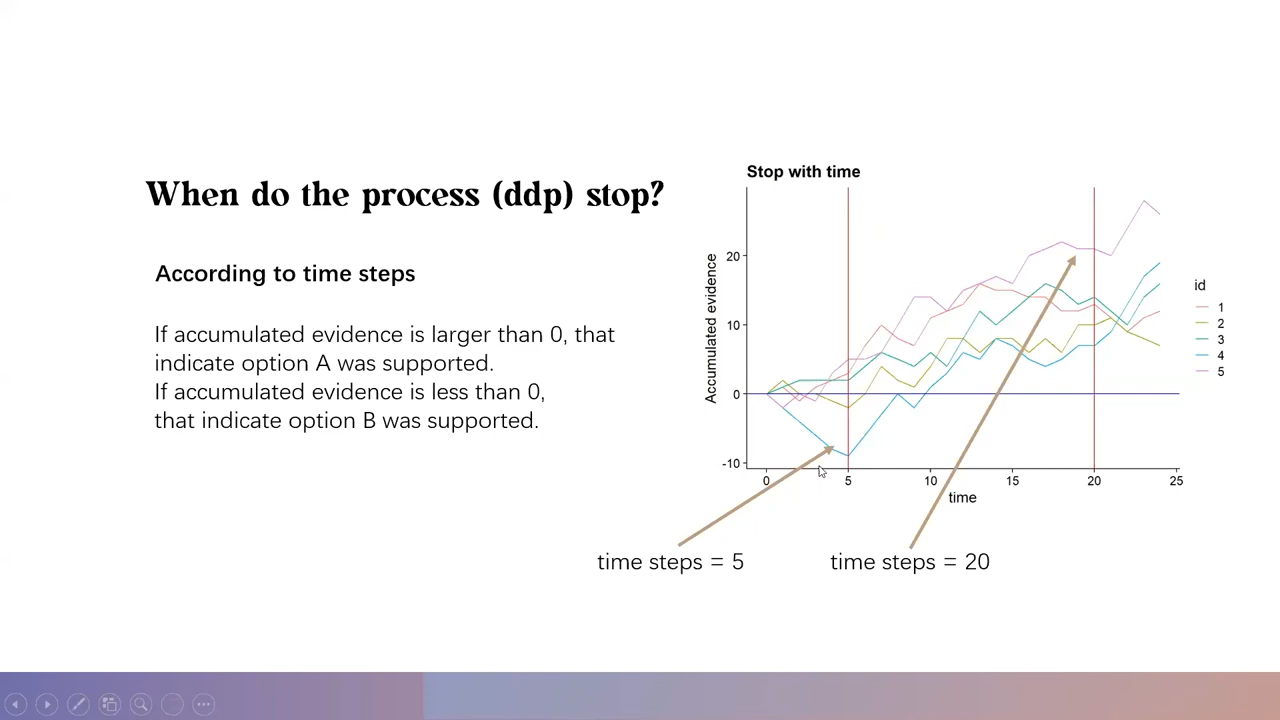 When do the process (ddp) stop?
According to time steps
If accumulated evidence is larger than 0, that
indicate option A was supported.
If accumulated evidence is less than 0,
that indicate option B was supported.
Stop with time
Accumulated evidence
20
10
0
-10
0
5
10
15
20
25
time
id
1
2
3
4
5
time steps = 5
time steps = 20